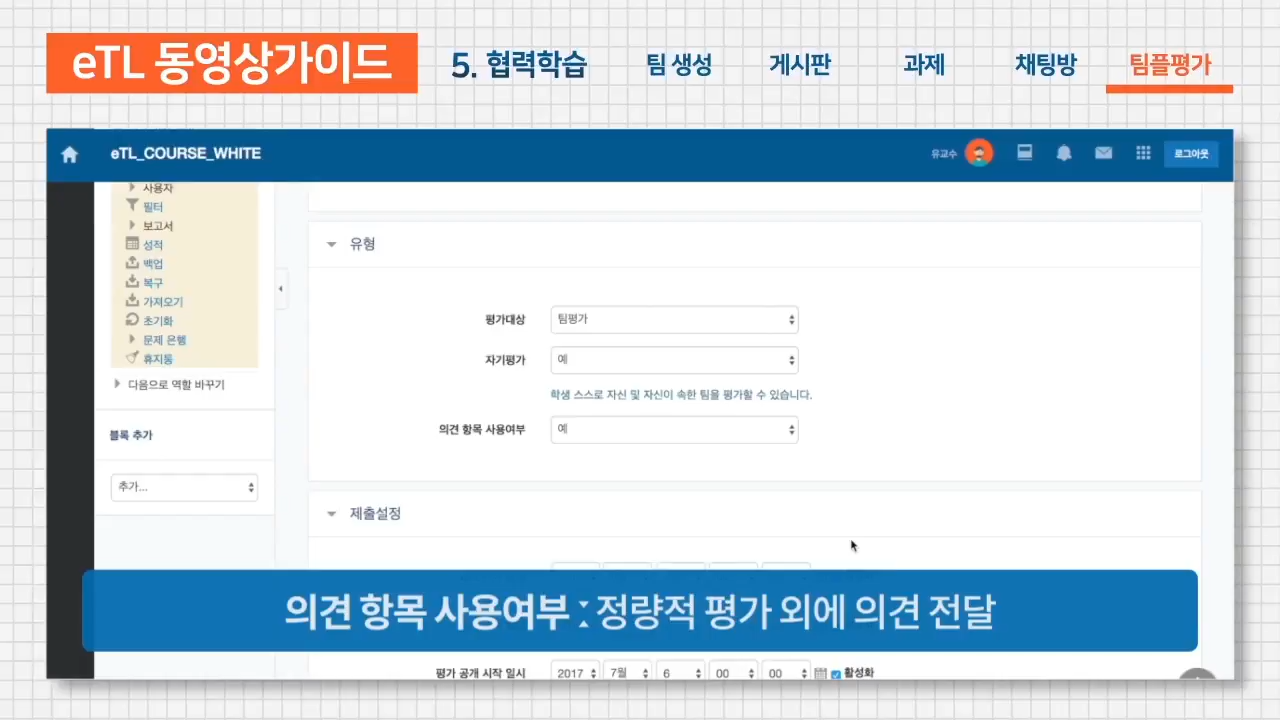 eTL 동영상가이드
5. 협력학습
팀 생성
게시판
과제
채팅방
팀플평가
eTL_COURSE_WHITE
유교수
로그아웃
사용자
필터
보고서
성적
백업
복구
가져오기
초기화
문제 은행
휴지통
다음으로 역할 바꾸기
블록 추가
추가...
유형
평가대상 팀평가
자기평가 예
학생 스스로 자신 및 자신이 속한 팀을 평가할 수 있습니다.
의견 항목 사용여부 예
제출설정
의견 항목 사용여부 : 정량적 평가 외에 의견 전달
평가 공개 시작 일시 2017 7월 6 00 00 활성화